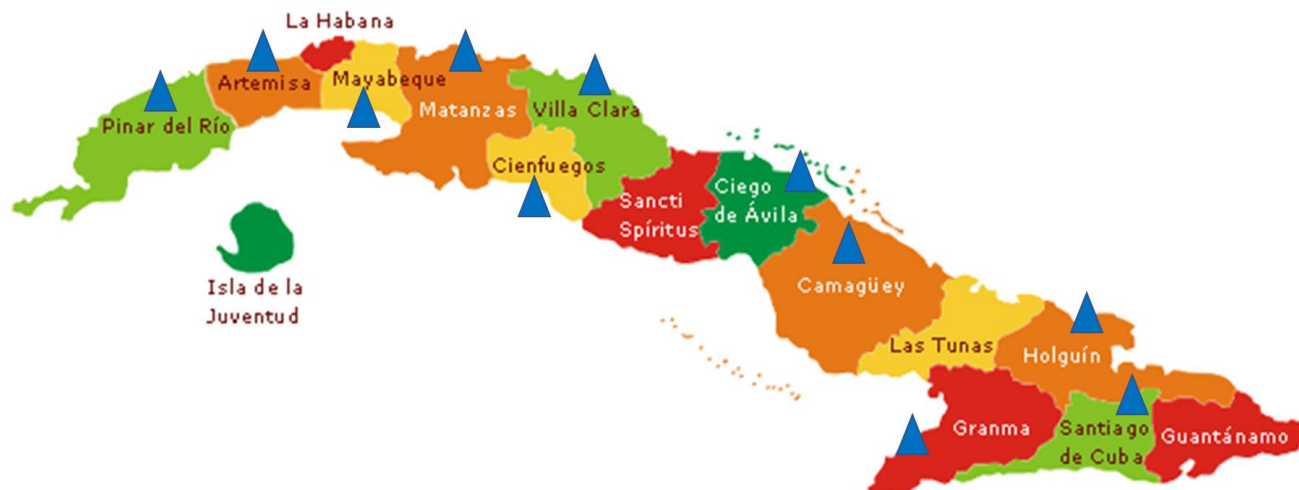 La Habana
Artemisa
Mayabeque
Matanzas
Villa Clara
Pinar del Río
Cienfuegos
Sancti
Spíritus
Ciego
de Ávila
Isla de la
Juventud
Camagüey
Las Tunas
Holguín
Granma
Santiago
de Cuba
Guantánamo